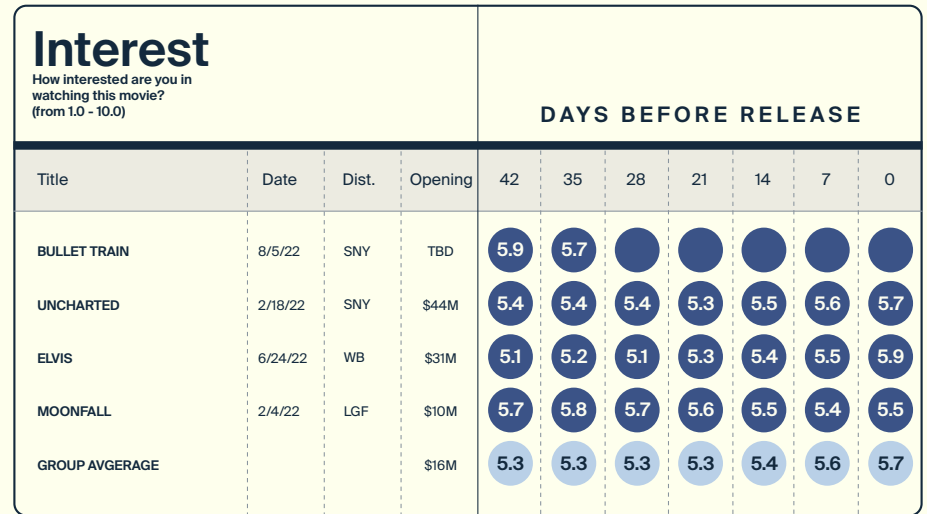 Interest
How interested are you in
watching this movie?
(from 1.0 - 10.0)
DAYS BEFORE RELEASE
Title Date Dist. Opening 42 35 28 21 14 7 0
BULLET TRAIN 8/5/22 SNY TBD 5.9 5.7
UNCHARTED 2/18/22 SNY $44M 5.4 5.4 5.4 5.3 5.5 5.6 5.7
ELVIS 6/24/22 WB $31M 5.1 5.2 5.1 5.3 5.4 5.5 5.9
MOONFALL 2/4/22 LGF $10M 5.7 5.8 5.7 5.6 5.5 5.4 5.5
GROUP AVGERAGE $16M 5.3 5.3 5.3 5.3 5.4 5.6 5.7